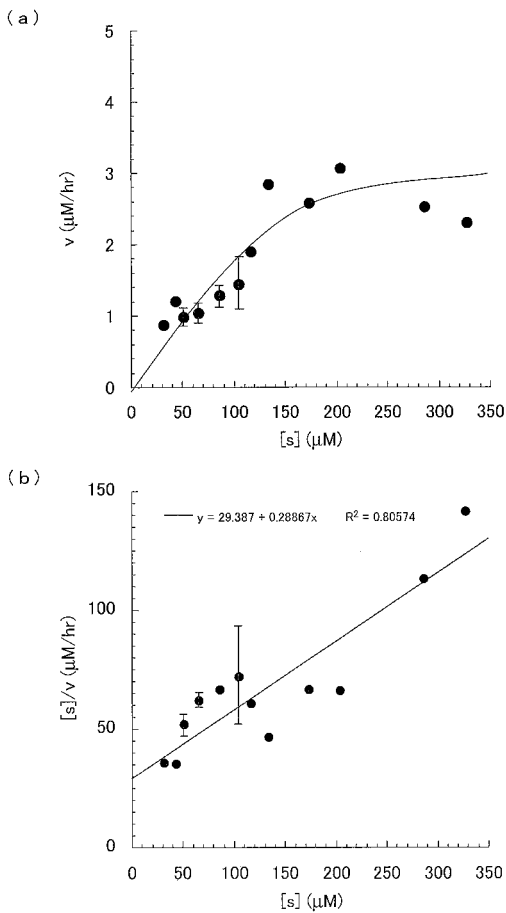 (a)
5
4
3
2
1
0
v (μM/hr)
0 50 100 150 200 250 300 350
[s] (μM)
(b)
150
100
50
0
[s]/v (μM/hr)
y = 29.387 + 0.28867x R² = 0.80574
0 50 100 150 200 250 300 350
[s] (μM)